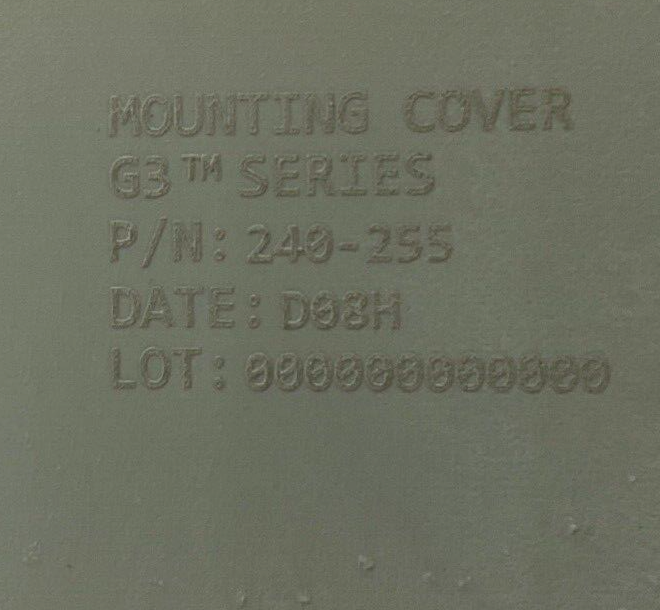 MOUNTING COVER
G3™ SERIES
P/N: 240-255
DATE: D08H
LOT: 000000000000